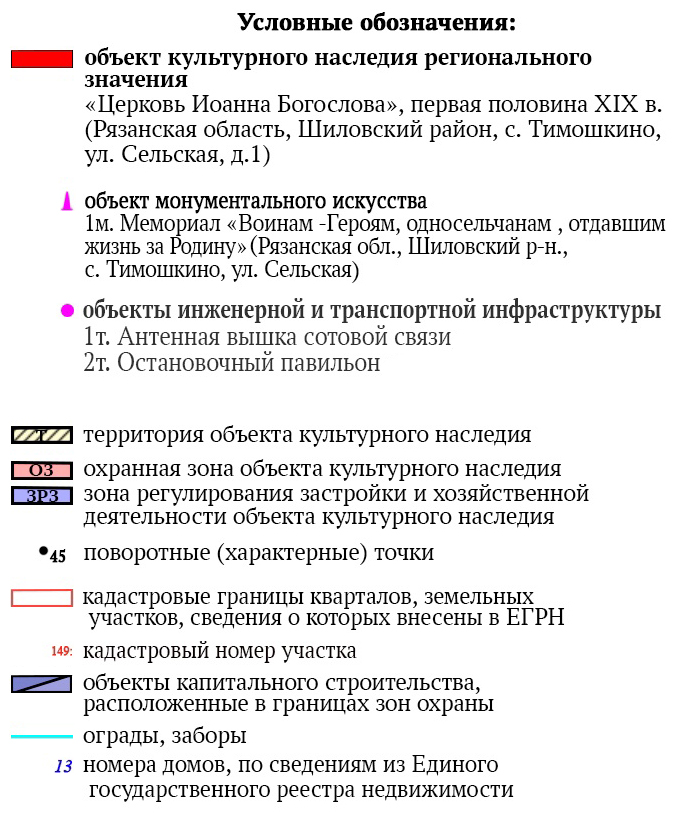 Условные обозначения:
объект культурного наследия регионального
значения
«Церковь Иоанна Богослова», первая половина XIX в.
(Рязанская область, Шиловский район, с. Тимошкино,
ул. Сельская, д.1)
объект монументального искусства
1м. Мемориал «Воинам -Героям, односельчанам , отдавшим
жизнь за Родину» (Рязанская обл., Шиловский р-н.,
с. Тимошкино, ул. Сельская)
объекты инженерной и транспортной инфраструктуры
1т. Антенная вышка сотовой связи
2т. Остановочный павильон
Т территория объекта культурного наследия
ОЗ охранная зона объекта культурного наследия
ЗРЗ зона регулирования застройки и хозяйственной
деятельности объекта культурного наследия
45 поворотные (характерные) точки
кадастровые границы кварталов, земельных
участков, сведения о которых внесены в ЕГРН
149: кадастровый номер участка
объекты капитального строительства,
расположенные в границах зон охраны
ограды, заборы
13 номера домов, по сведениям из Единого
государственного реестра недвижимости